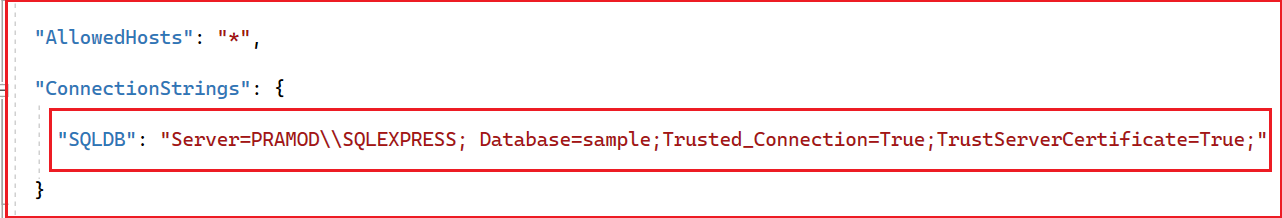 "AllowedHosts": "*",
"ConnectionStrings": {
"SQLDB": "Server=PRAMOD\\SQLEXPRESS; Database=sample;Trusted_Connection=True;TrustServerCertificate=True;"
}